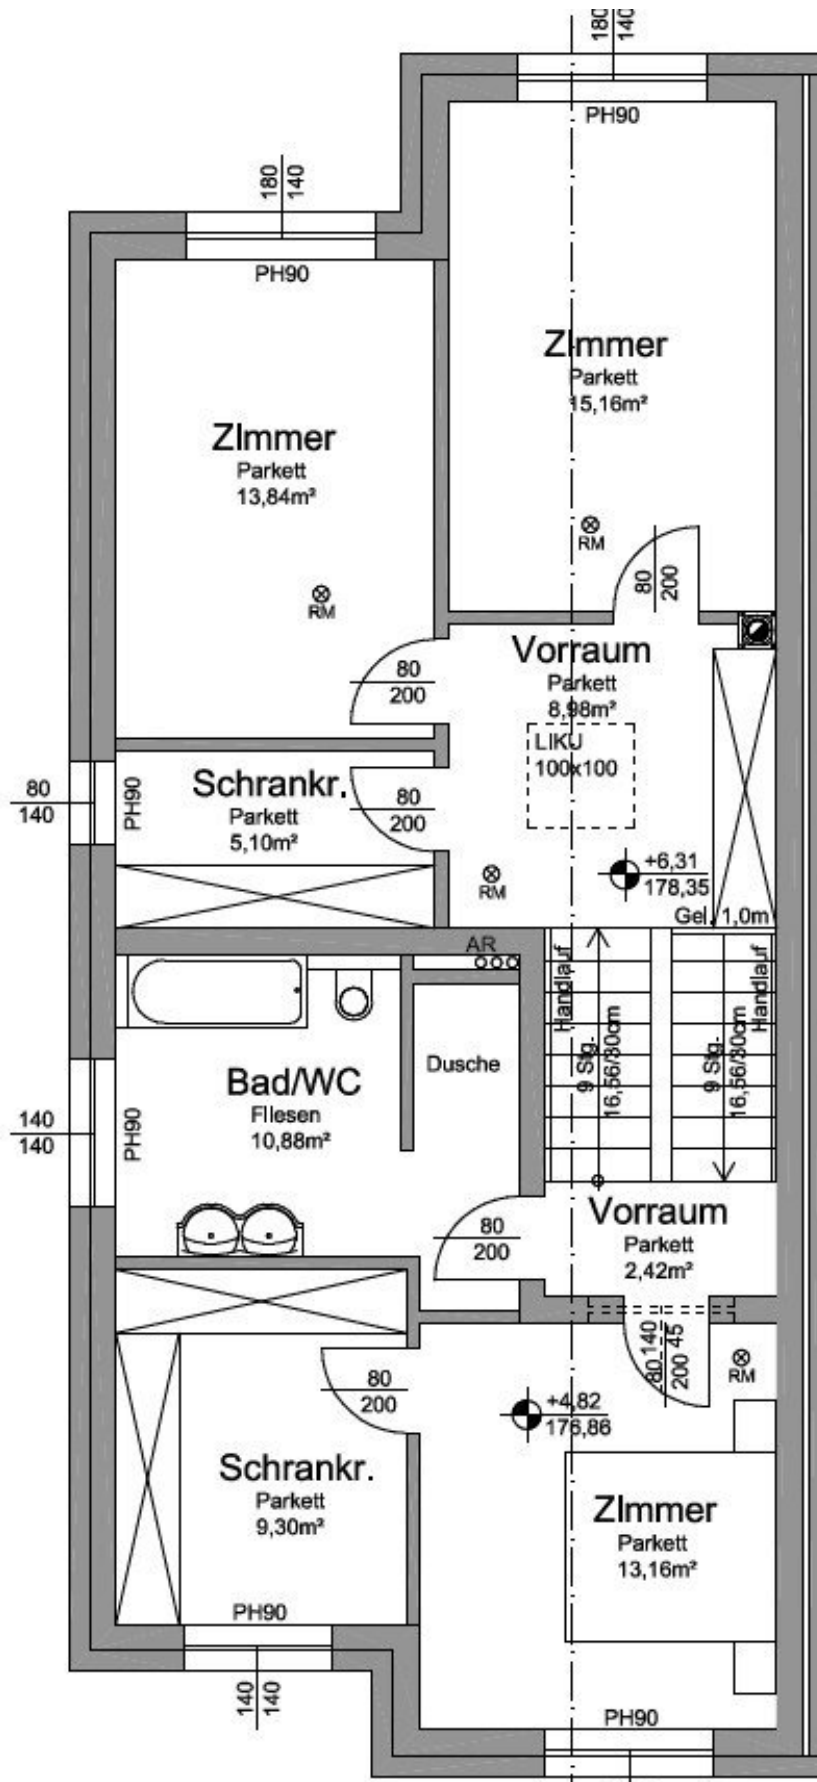 180
140
PH90
180
140
PH90
ZImmer
Parkett
15,16m²
ZImmer
Parkett
13,84m²
RM
RM
80
200
Vorraum
Parkett
8,98m²
80
200
LIKU
100x100
Schrankr.
Parkett
5,10m²
80
200
80
140
PH90
RM
+6,31
178,35
Gel. 1,0m
AR
Handlauf
9 Stg.
16,56/30cm
9 Stg.
16,56/30cm
Handlauf
Dusche
Bad/WC
Fliesen
10,88m²
140
140
PH90
80
200
Vorraum
Parkett
2,42m²
80
200
140
45
RM
80
200
+4,82
176,86
Schrankr.
Parkett
9,30m²
ZImmer
Parkett
13,16m²
PH90
140
140
PH90